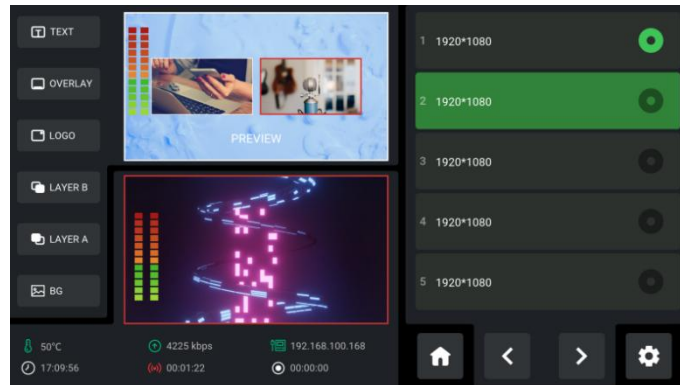 TEXT
OVERLAY
LOGO
LAYER B
LAYER A
BG
PREVIEW
50°C
4225 kbps
192.168.100.168
17:09:56
00:01:22
00:00:00
1 1920*1080
2 1920*1080
3 1920*1080
4 1920*1080
5 1920*1080